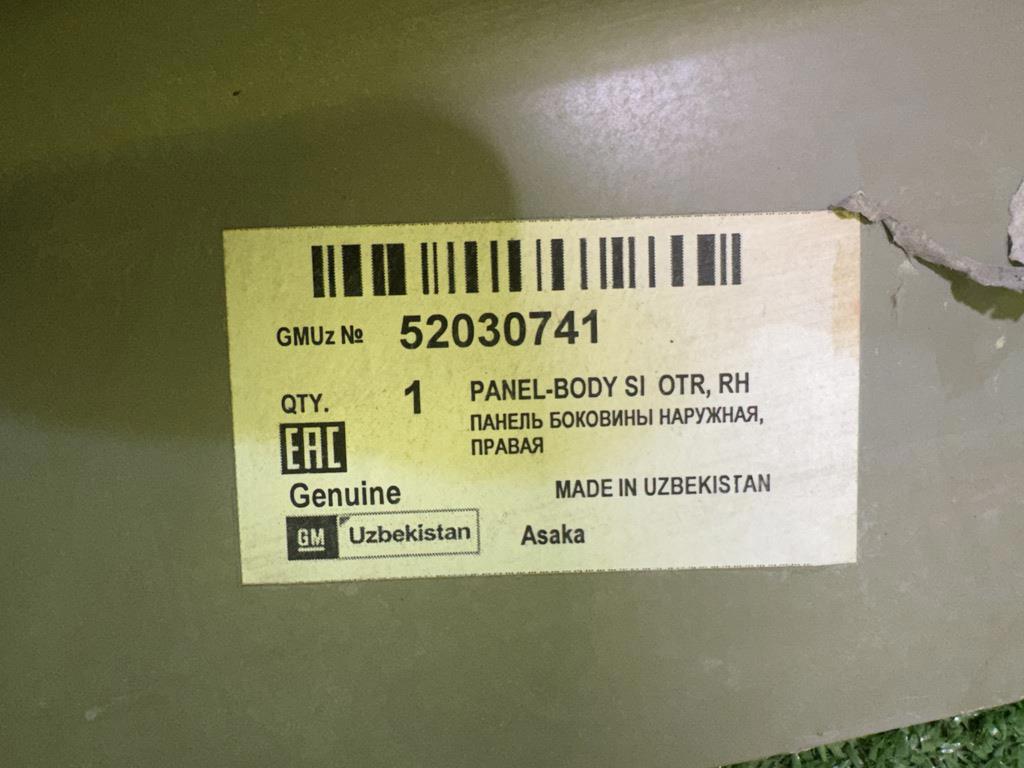 GMUz № 52030741
QTY. 1 PANEL-BODY SI OTR, RH
ПАНЕЛЬ БОКОВИНЫ НАРУЖНАЯ,
ПРАВАЯ
EAC
Genuine
MADE IN UZBEKISTAN
GM Uzbekistan
Asaka